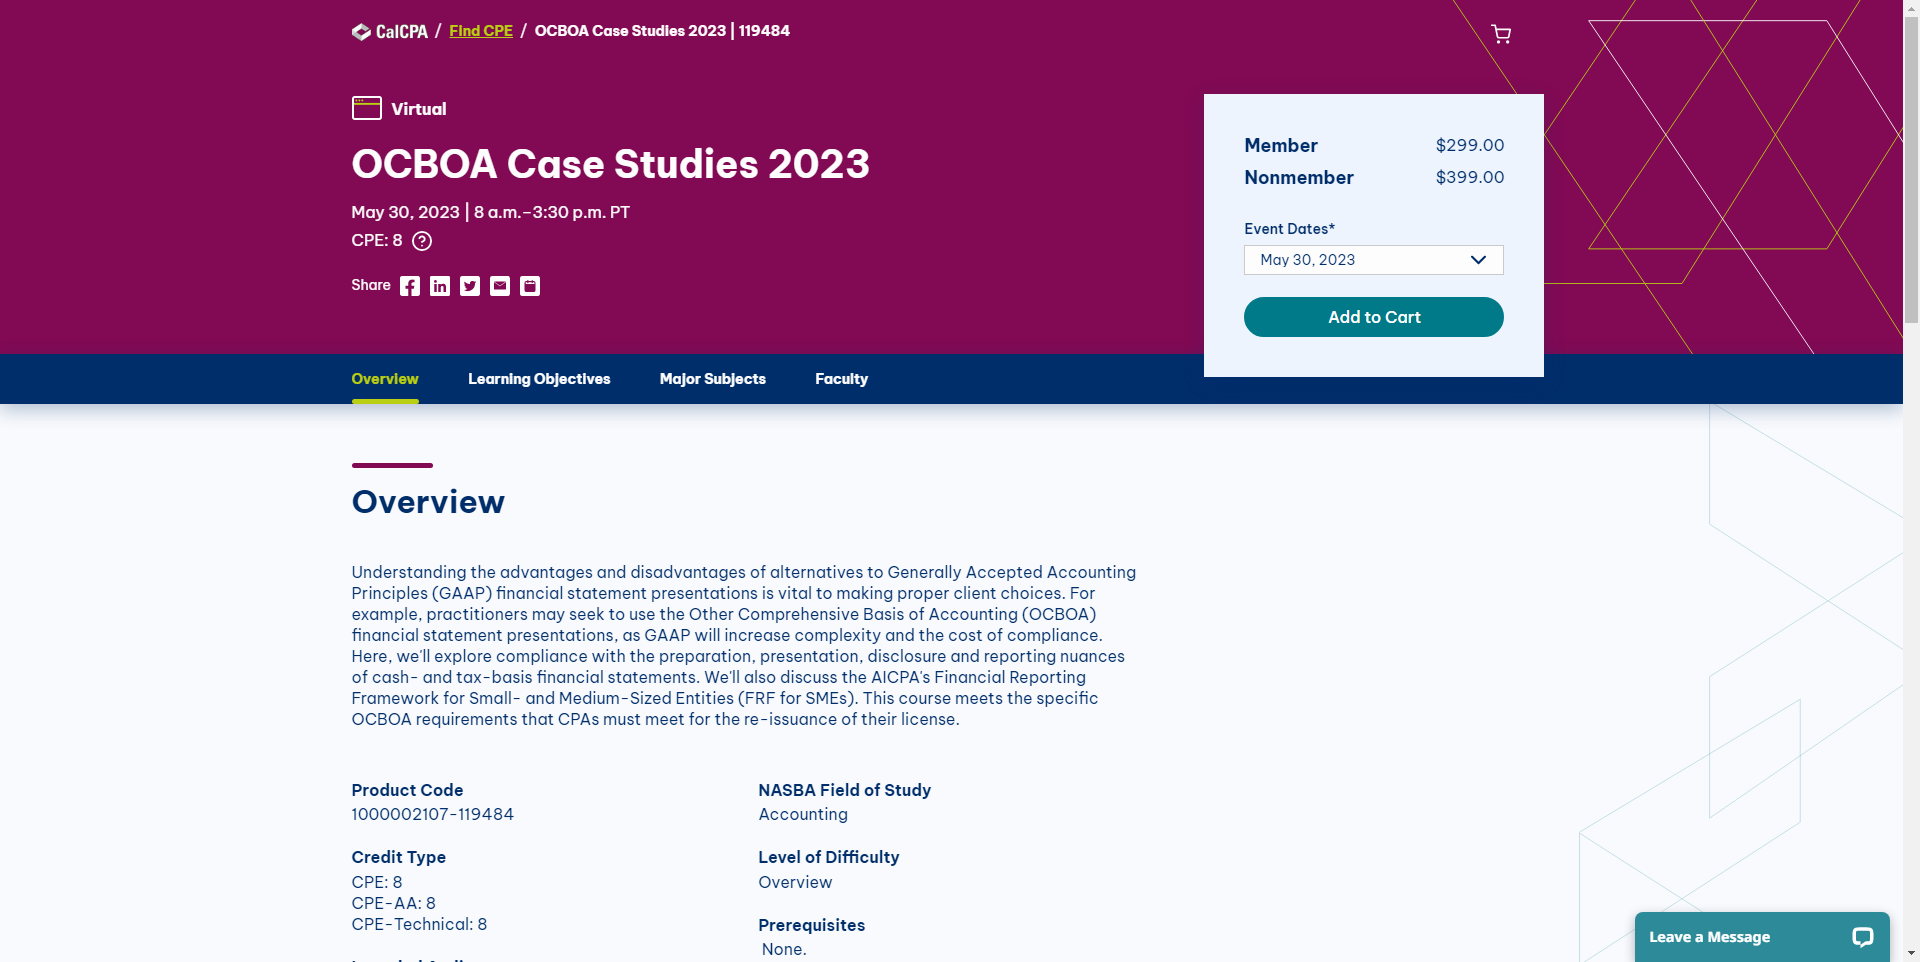 CalCPA / Find CPE / OCBOA Case Studies 2023 | 119484
Virtual
OCBOA Case Studies 2023
May 30, 2023 | 8 a.m.–3:30 p.m. PT
CPE: 8
Share
Member $299.00
Nonmember $399.00
Event Dates*
May 30, 2023
Add to Cart
Overview Learning Objectives Major Subjects Faculty
Overview
Understanding the advantages and disadvantages of alternatives to Generally Accepted Accounting
Principles (GAAP) financial statement presentations is vital to making proper client choices. For
example, practitioners may seek to use the Other Comprehensive Basis of Accounting (OCBOA)
financial statement presentations, as GAAP will increase complexity and the cost of compliance.
Here, we'll explore compliance with the preparation, presentation, disclosure and reporting nuances
of cash- and tax-basis financial statements. We'll also discuss the AICPA's Financial Reporting
Framework for Small- and Medium-Sized Entities (FRF for SMEs). This course meets the specific
OCBOA requirements that CPAs must meet for the re-issuance of their license.
Product Code
1000002107-119484
Credit Type
CPE: 8
CPE-AA: 8
CPE-Technical: 8
NASBA Field of Study
Accounting
Level of Difficulty
Overview
Prerequisites
None.
Leave a Message